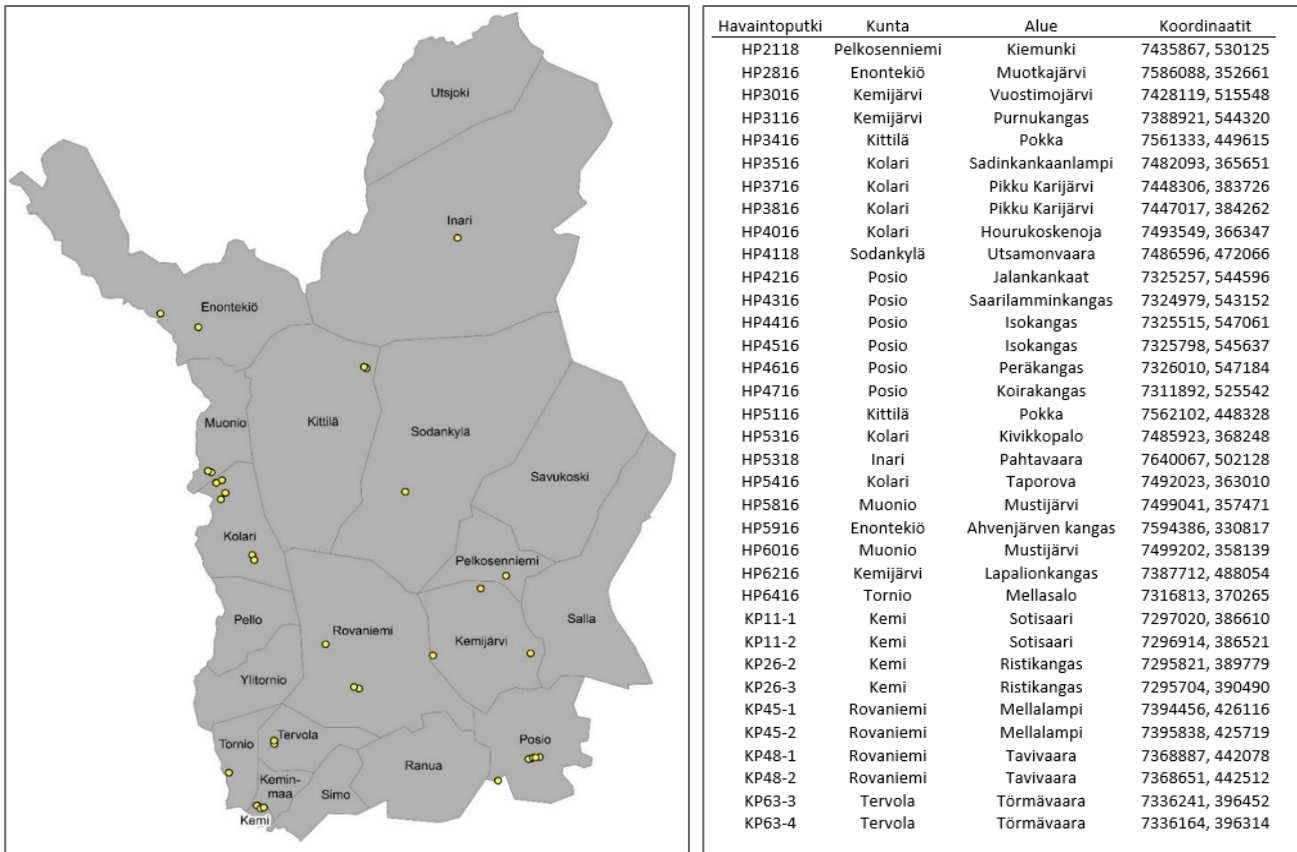 Utsjoki
Inari
Enontekiö
Muonio
Kittilä
Sodankylä
Savukoski
Kolari
Pelkosenniemi
Pello
Rovaniemi
Kemijärvi
Salla
Ylitornio
Tornio
Tervola
Posio
Ranua
Kemin-
maa
Simo
Kemi
Havaintoputki Kunta Alue Koordinaatit
HP2118 Pelkosenniemi Kiemunki 7435867, 530125
HP2816 Enontekiö Muotkajärvi 7586088, 352661
HP3016 Kemijärvi Vuostimojärvi 7428119, 515548
HP3116 Kemijärvi Purnukangas 7388921, 544320
HP3416 Kittilä Pokka 7561333, 449615
HP3516 Kolari Sadinkankaanlampi 7482093, 365651
HP3716 Kolari Pikku Karijärvi 7448306, 383726
HP3816 Kolari Pikku Karijärvi 7447017, 384262
HP4016 Kolari Hourukoskenoja 7493549, 366347
HP4118 Sodankylä Utsamonvaara 7486596, 472066
HP4216 Posio Jalankankaat 7325257, 544596
HP4316 Posio Saarilamminkangas 7324979, 543152
HP4416 Posio Isokangas 7325515, 547061
HP4516 Posio Isokangas 7325798, 545637
HP4616 Posio Peräkangas 7326010, 547184
HP4716 Posio Koirakangas 7311892, 525542
HP5116 Kittilä Pokka 7562102, 448328
HP5316 Kolari Kivikkopalo 7485923, 368248
HP5318 Inari Pahtavaara 7640067, 502128
HP5416 Kolari Taporova 7492023, 363010
HP5816 Muonio Mustijärvi 7499041, 357471
HP5916 Enontekiö Ahvenjärven kangas 7594386, 330817
HP6016 Muonio Mustijärvi 7499202, 358139
HP6216 Kemijärvi Lapalionkangas 7387712, 488054
HP6416 Tornio Mellasalo 7316813, 370265
KP11-1 Kemi Sotisaari 7297020, 386610
KP11-2 Kemi Sotisaari 7296914, 386521
KP26-2 Kemi Ristikangas 7295821, 389779
KP26-3 Kemi Ristikangas 7295704, 390490
KP45-1 Rovaniemi Mellalampi 7394456, 426116
KP45-2 Rovaniemi Mellalampi 7395838, 425719
KP48-1 Rovaniemi Tavivaara 7368887, 442078
KP48-2 Rovaniemi Tavivaara 7368651, 442512
KP63-3 Tervola Törmävaara 7336241, 396452
KP63-4 Tervola Törmävaara 7336164, 396314